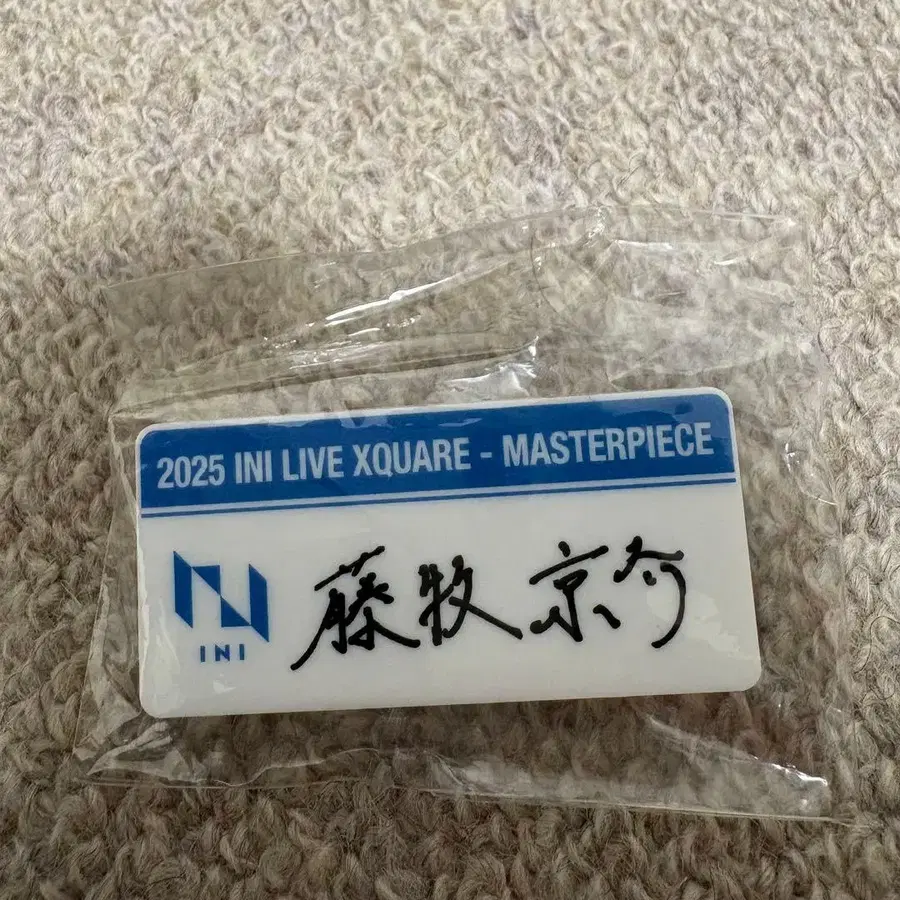 2025 INI LIVE XQUARE - MASTERPIECE
INI
藤牧 京介